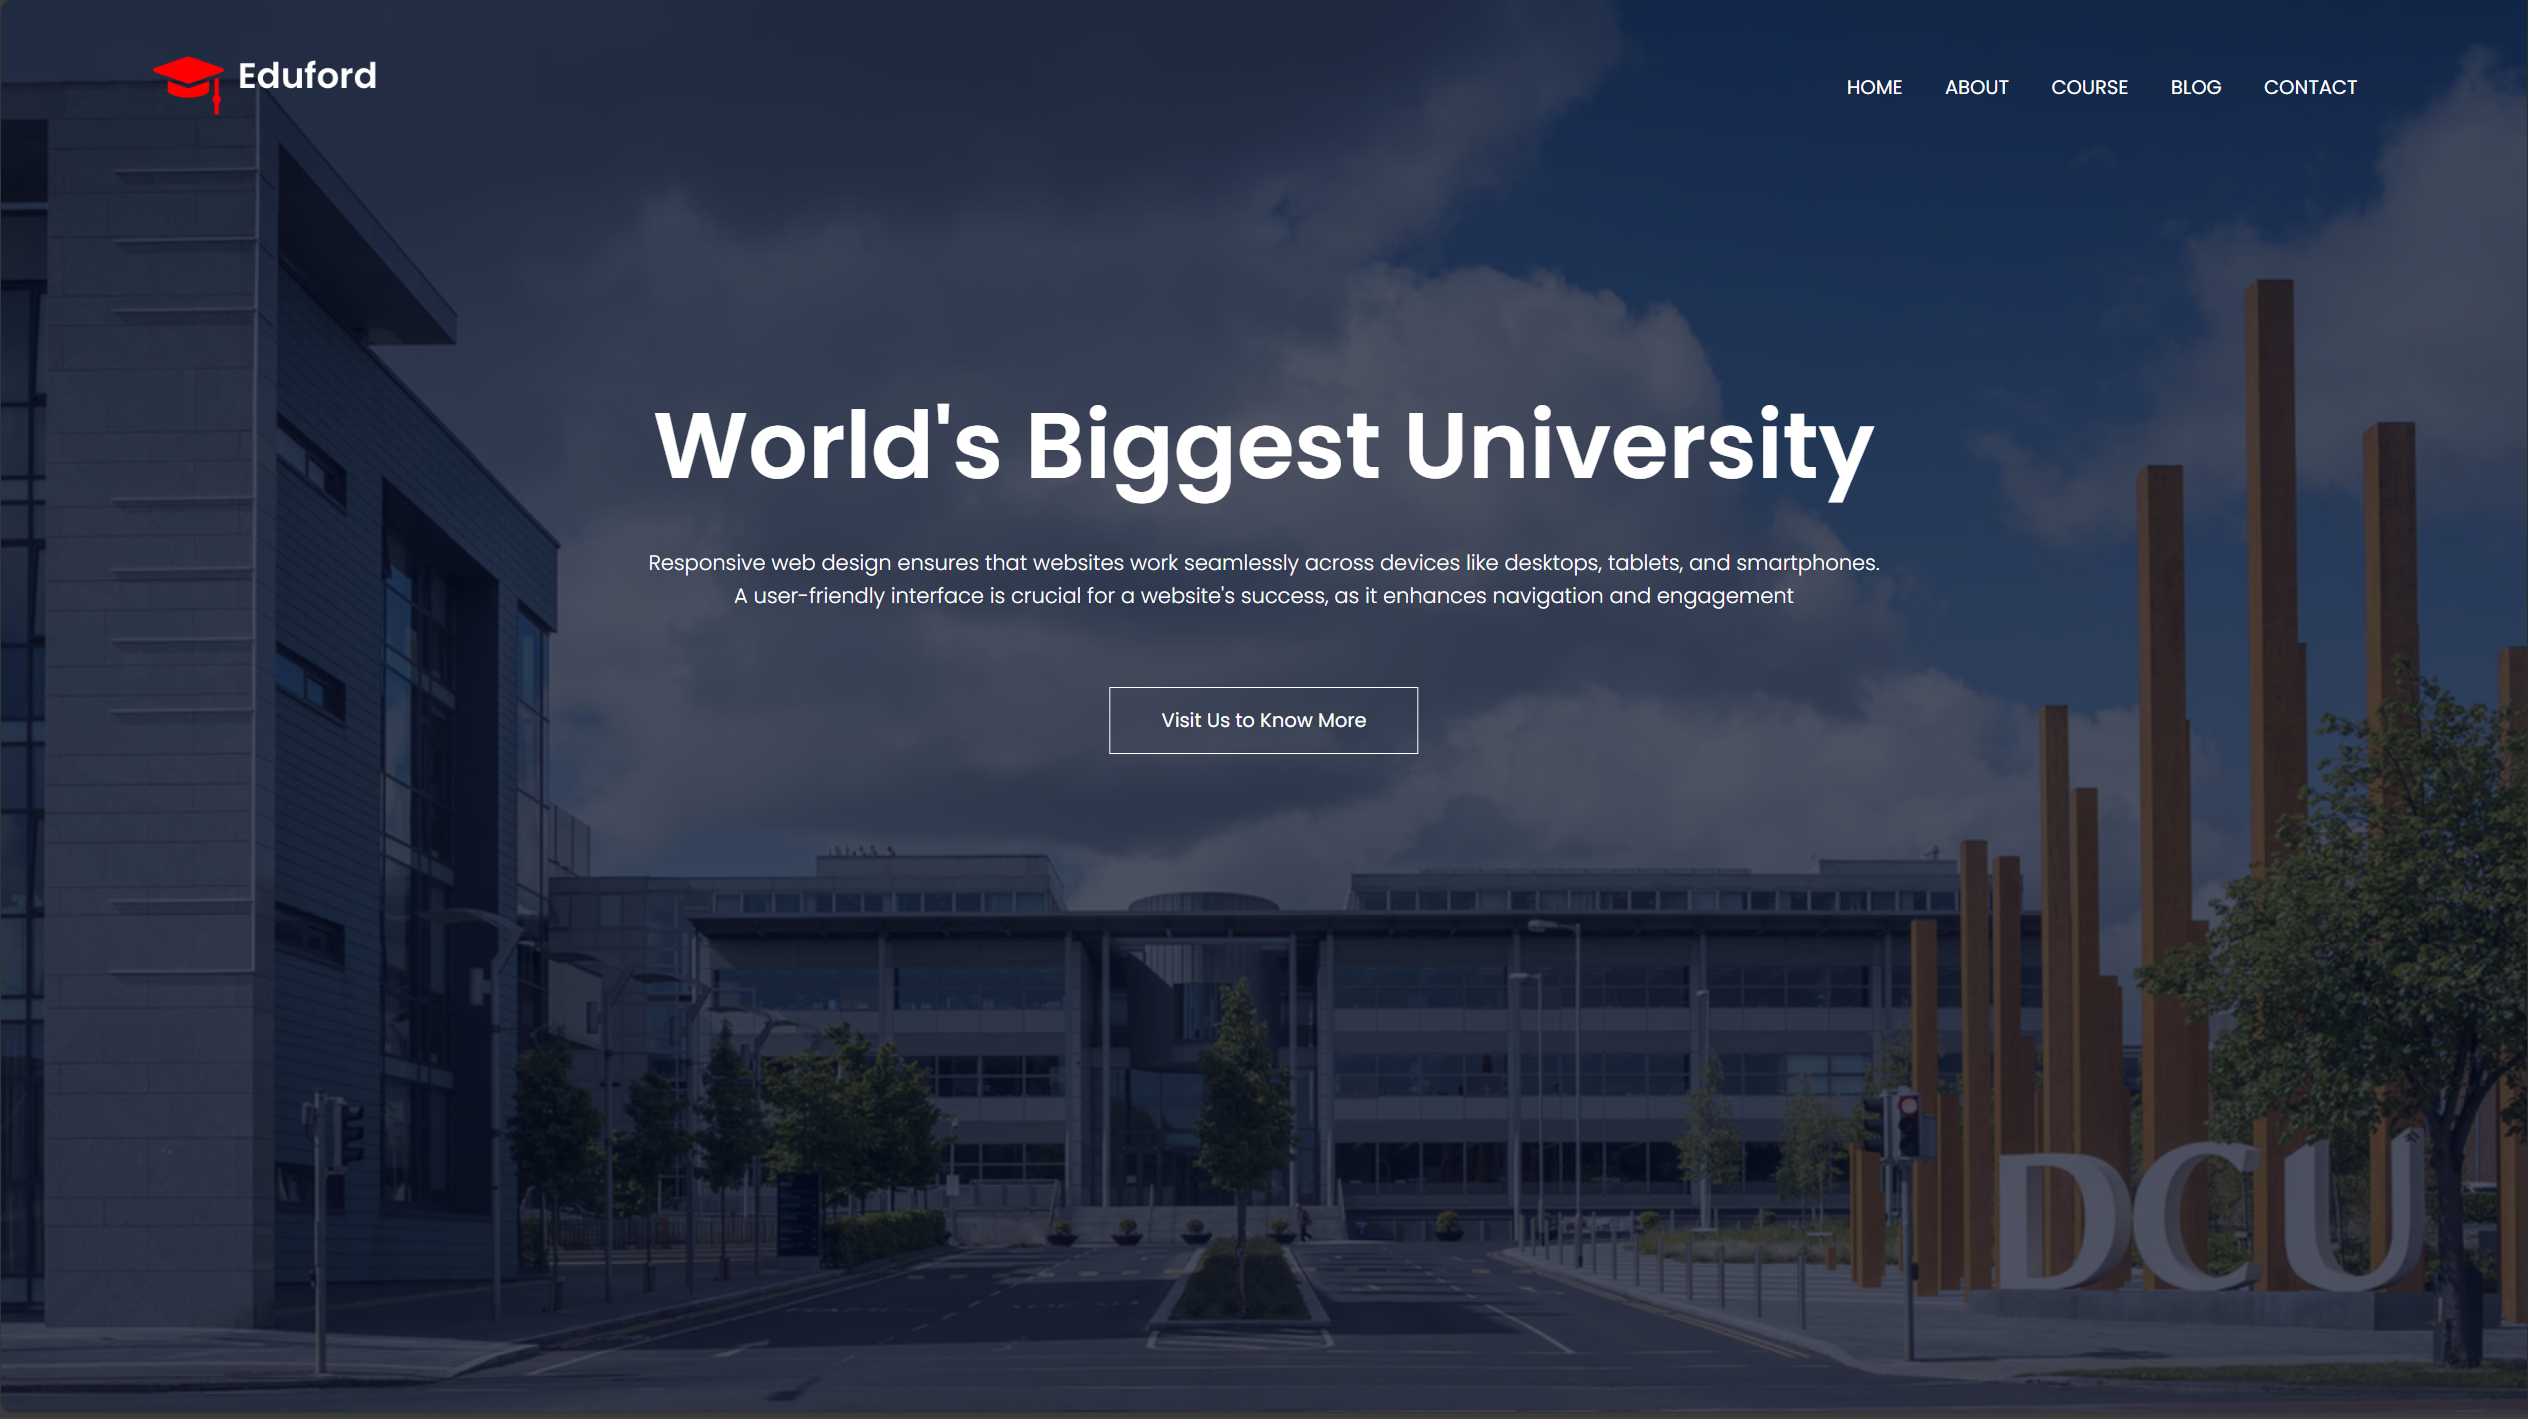 Eduford
HOME ABOUT COURSE BLOG CONTACT
World's Biggest University
Responsive web design ensures that websites work seamlessly across devices like desktops, tablets, and smartphones.
A user-friendly interface is crucial for a website's success, as it enhances navigation and engagement
Visit Us to Know More
DCU